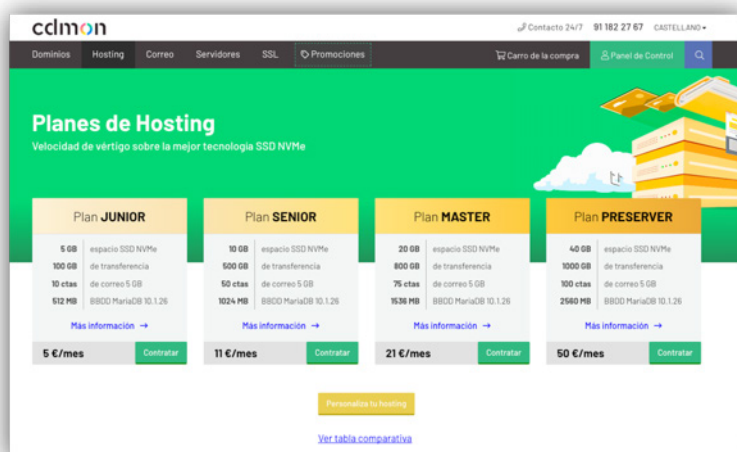 cdmon
Contacto 24/7 91 182 27 67 CASTELLANO
Dominios Hosting Correo Servidores SSL Promociones Carro de la compra Panel de Control
Planes de Hosting
Velocidad de vértigo sobre la mejor tecnología SSD NVMe
Plan JUNIOR
5 GB espacio SSD NVMe
100 GB de transferencia
10 ctas de correo 5 GB
512 MB BBDD MariaDB 10.1.26
Más información →
5 €/mes Contratar
Plan SENIOR
10 GB espacio SSD NVMe
500 GB de transferencia
50 ctas de correo 5 GB
1024 MB BBDD MariaDB 10.1.26
Más información →
11 €/mes Contratar
Plan MASTER
20 GB espacio SSD NVMe
800 GB de transferencia
75 ctas de correo 5 GB
1536 MB BBDD MariaDB 10.1.26
Más información →
21 €/mes Contratar
Plan PRESERVER
40 GB espacio SSD NVMe
1000 GB de transferencia
100 ctas de correo 5 GB
2560 MB BBDD MariaDB 10.1.26
Más información →
50 €/mes Contratar
Personaliza tu hosting
Ver tabla comparativa